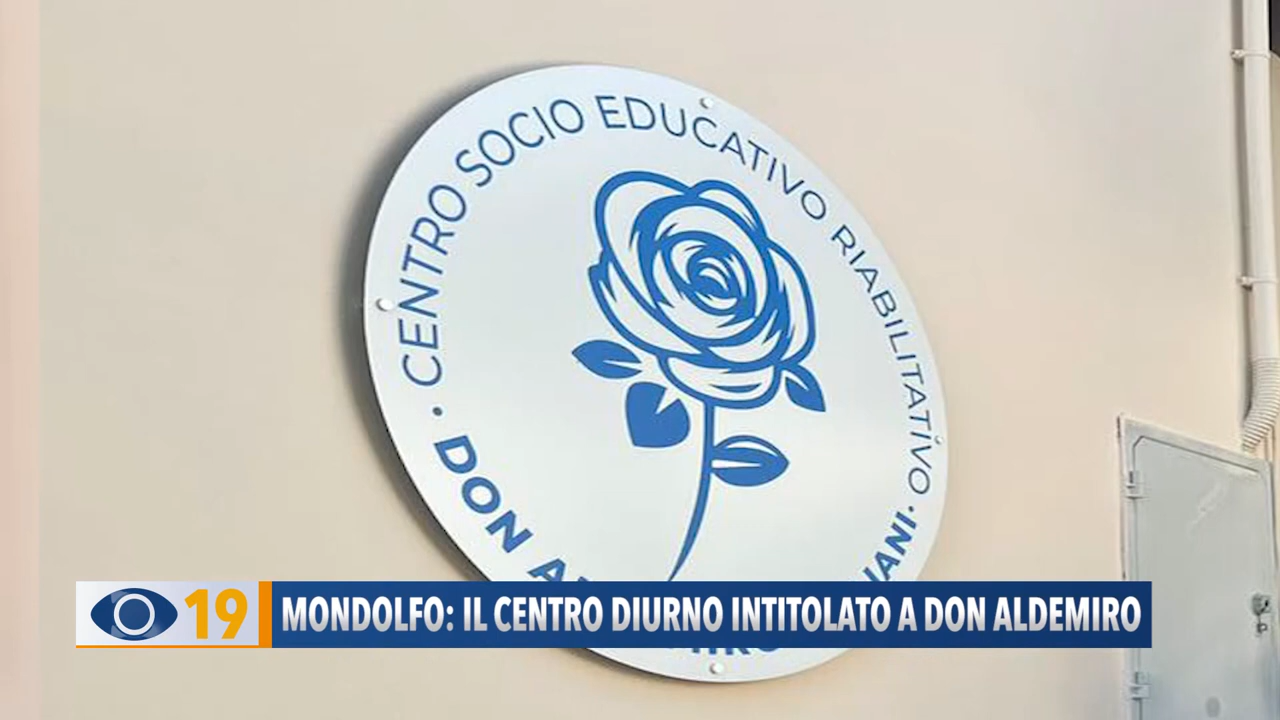 · CENTRO SOCIO EDUCATIVO RIABILITATIVO ·
DON
19
MONDOLFO: IL CENTRO DIURNO INTITOLATO A DON ALDEMIRO